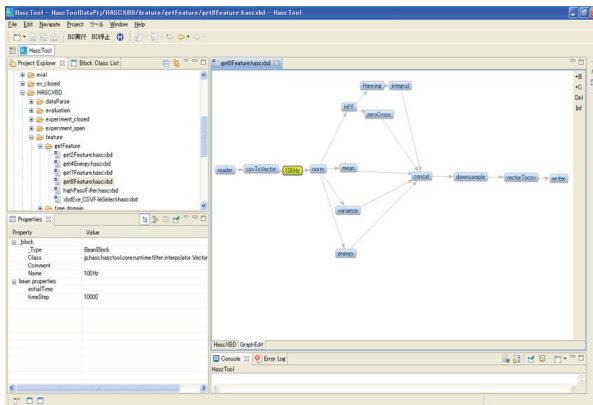 HascTool - HascToolDataPrj/HASCXBD/feature/getFeature/get8Feature.hascxbd - HascTool
File Edit Navigate Project ツール Window Help
BD実行 BD停止
HascTool
Project Explorer Block Class List
eval
ex_closed
HASCXBD
dataParse
evaluation
experiment_closed
experiment_open
feature
getFeature
get2Feature.hascxbd
get4Energy.hascxbd
get7Feature.hascxbd
get8Feature.hascxbd
highPassFilter.hascxbd
xbdExe_CSVFileSelect.hascxbd
time_domain
Properties
Property Value
_block
_Type BeanBlock
Class jp.hasc.hasctool.core.runtime.filter.interpolator.Vector
Comment
Name 100Hz
bean properties
initialTime
timeStep 10000
get8Feature.hascxbd
+B
+C
Del
Inf
Hanning integral
HPF
zeroCross
reader csvToVector 100Hz norm mean
concat downsample vectorTocsv writer
variance
energy
HascXBD GraphEdit
Console Error Log
HascTool